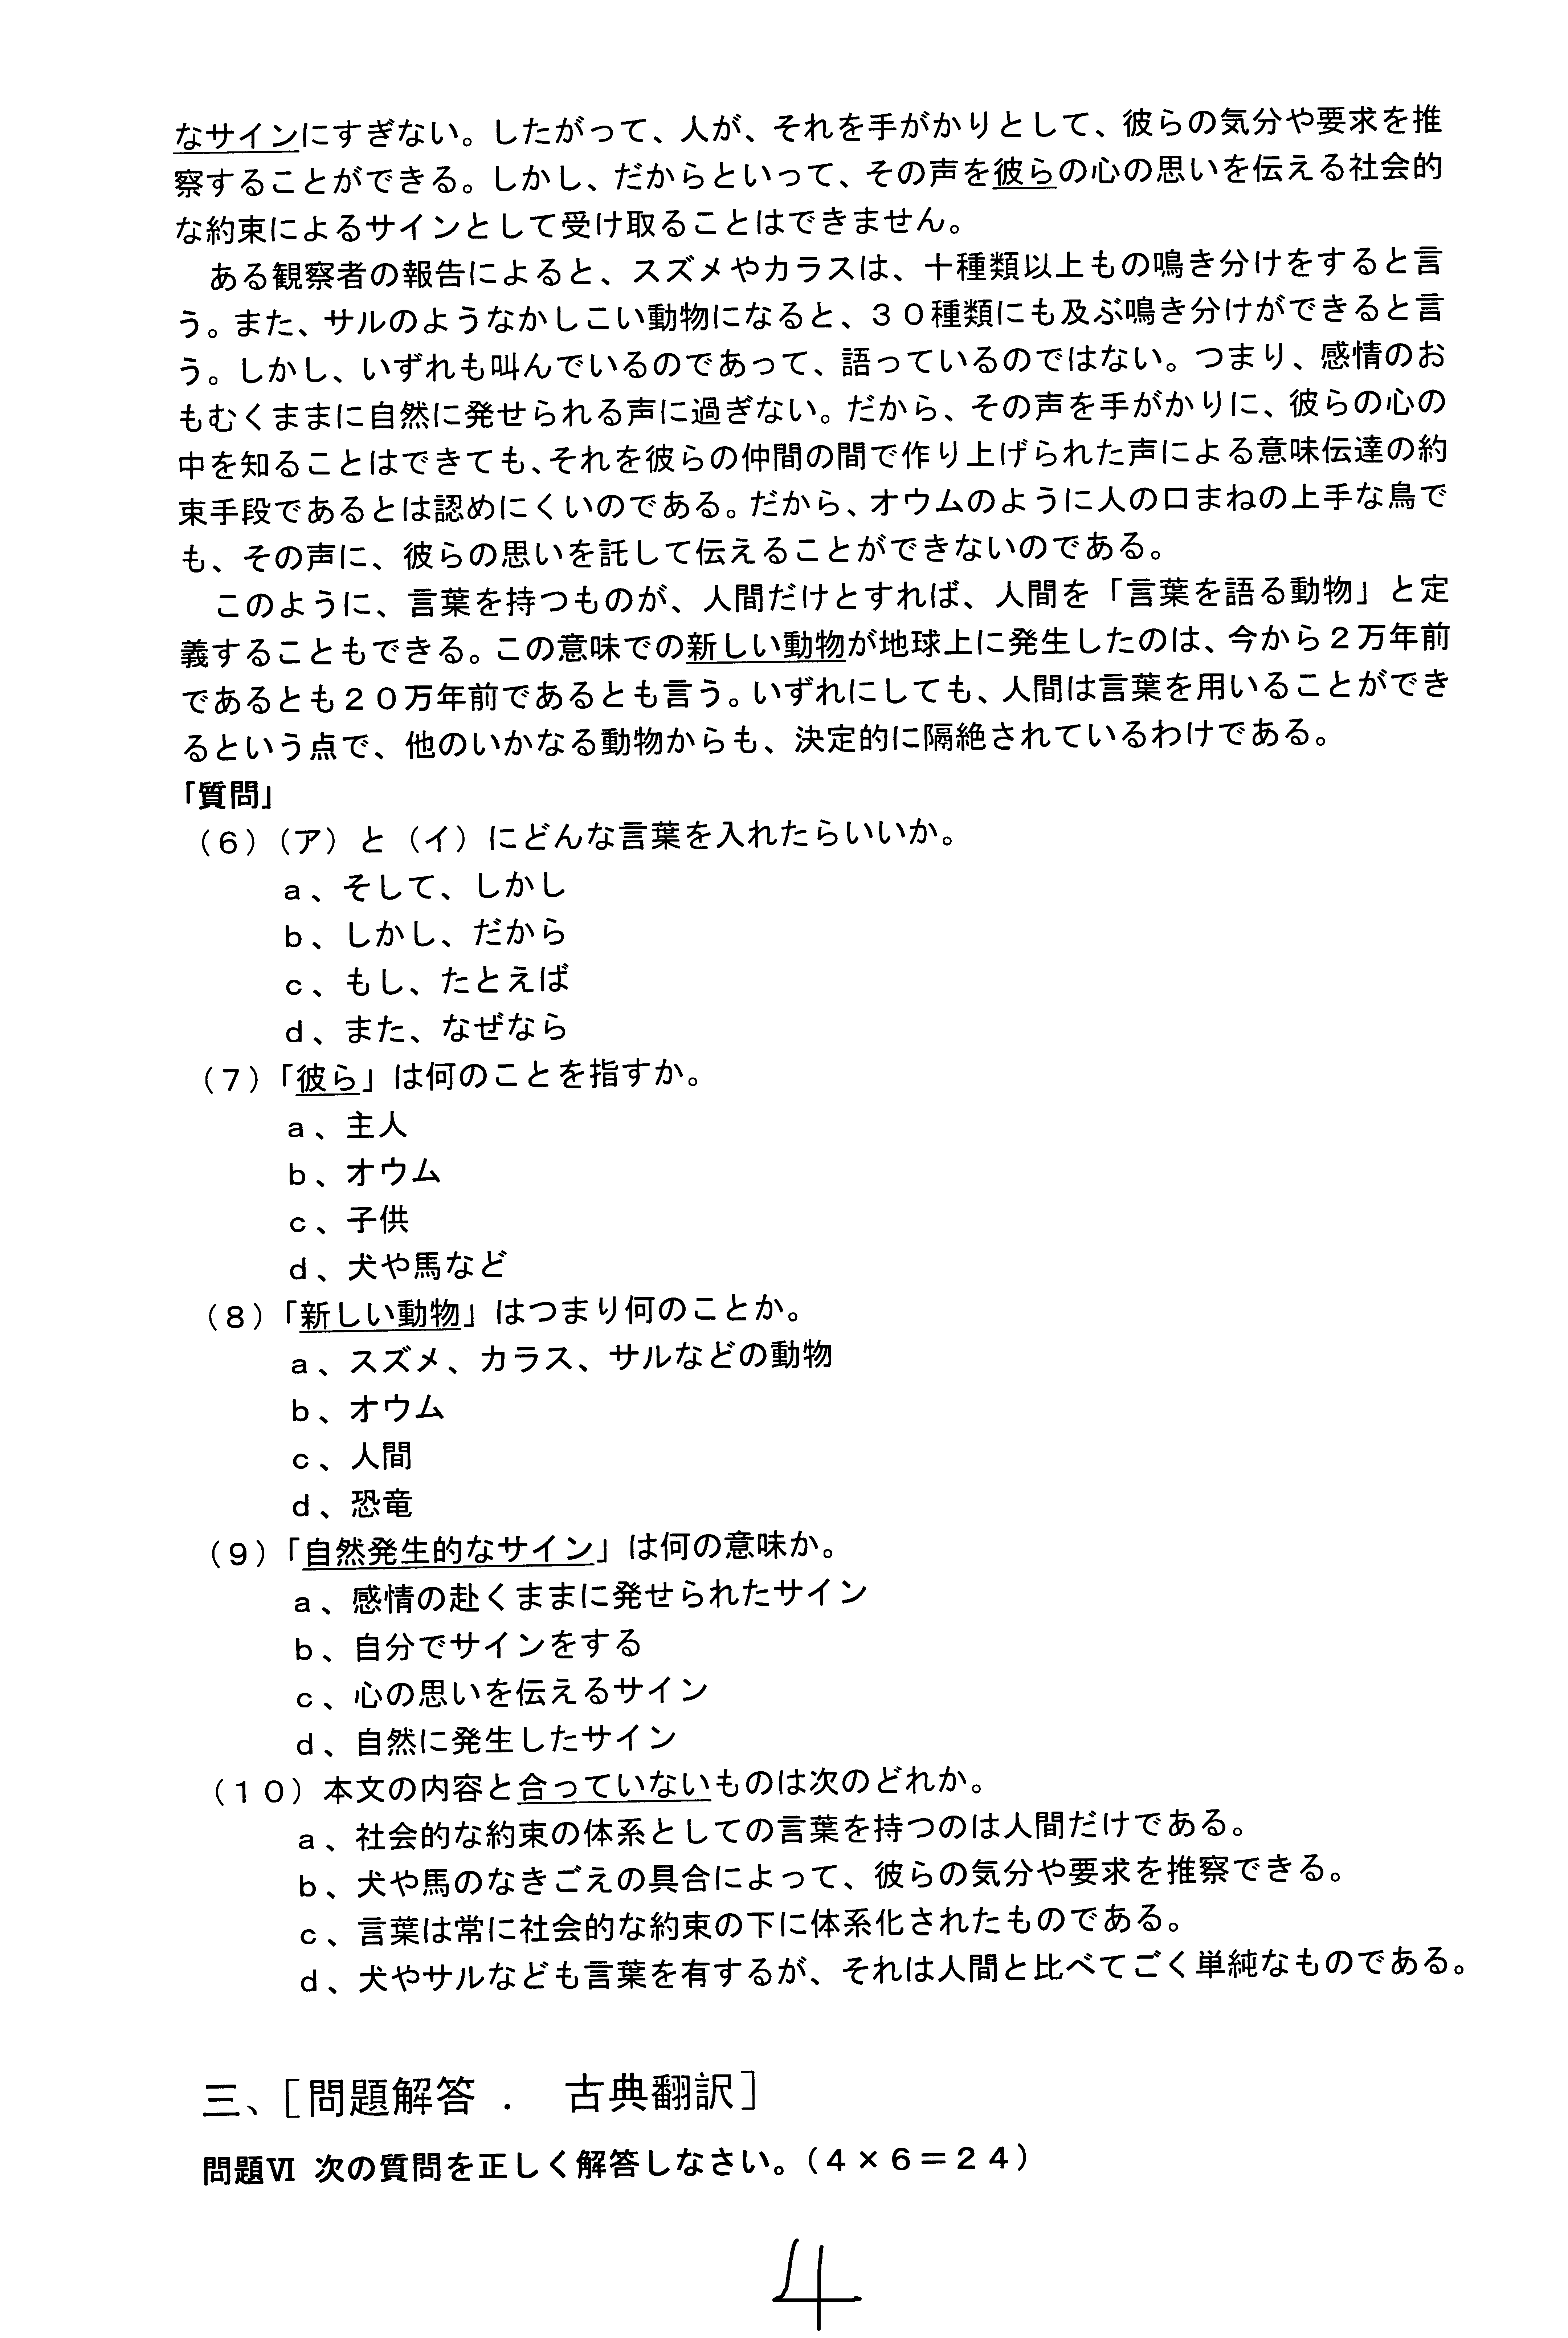 なサインにすぎない。したがって、人が、それを手がかりとして、彼らの気分や要求を推
察することができる。しかし、だからといって、その声を彼らの心の思いを伝える社会的
な約束によるサインとして受け取ることはできません。
ある観察者の報告によると、スズメやカラスは、十種類以上もの鳴き分けをすると言
う。また、サルのようなかしこい動物になると、３０種類にも及ぶ鳴き分けができると言
う。しかし、いずれも叫んでいるのであって、語っているのではない。つまり、感情のお
もむくままに自然に発せられる声に過ぎない。だから、その声を手がかりに、彼らの心の
中を知ることはできても、それを彼らの仲間の間で作り上げられた声による意味伝達の約
束手段であるとは認めにくいのである。だから、オウムのように人の口まねの上手な鳥で
も、その声に、彼らの思いを託して伝えることができないのである。
このように、言葉を持つものが、人間だけとすれば、人間を「言葉を語る動物」と定
義することもできる。この意味での新しい動物が地球上に発生したのは、今から２万年前
であるとも２０万年前であるとも言う。いずれにしても、人間は言葉を用いることができ
るという点で、他のいかなる動物からも、決定的に隔絶されているわけである。
「質問」
（６）（ア）と（イ）にどんな言葉を入れたらいいか。
ａ、そして、しかし
ｂ、しかし、だから
ｃ、もし、たとえば
ｄ、また、なぜなら
（７）「彼ら」は何のことを指すか。
ａ、主人
ｂ、オウム
ｃ、子供
ｄ、犬や馬など
（８）「新しい動物」はつまり何のことか。
ａ、スズメ、カラス、サルなどの動物
ｂ、オウム
ｃ、人間
ｄ、恐竜
（９）「自然発生的なサイン」は何の意味か。
ａ、感情の赴くままに発せられたサイン
ｂ、自分でサインをする
ｃ、心の思いを伝えるサイン
ｄ、自然に発生したサイン
（１０）本文の内容と合っていないものは次のどれか。
ａ、社会的な約束の体系としての言葉を持つのは人間だけである。
ｂ、犬や馬のなきごえの具合によって、彼らの気分や要求を推察できる。
ｃ、言葉は常に社会的な約束の下に体系化されたものである。
ｄ、犬やサルなども言葉を有するが、それは人間と比べてごく単純なものである。
三、［問題解答． 古典翻訳］
問題Ⅵ 次の質問を正しく解答しなさい。（４×６＝２４）
4